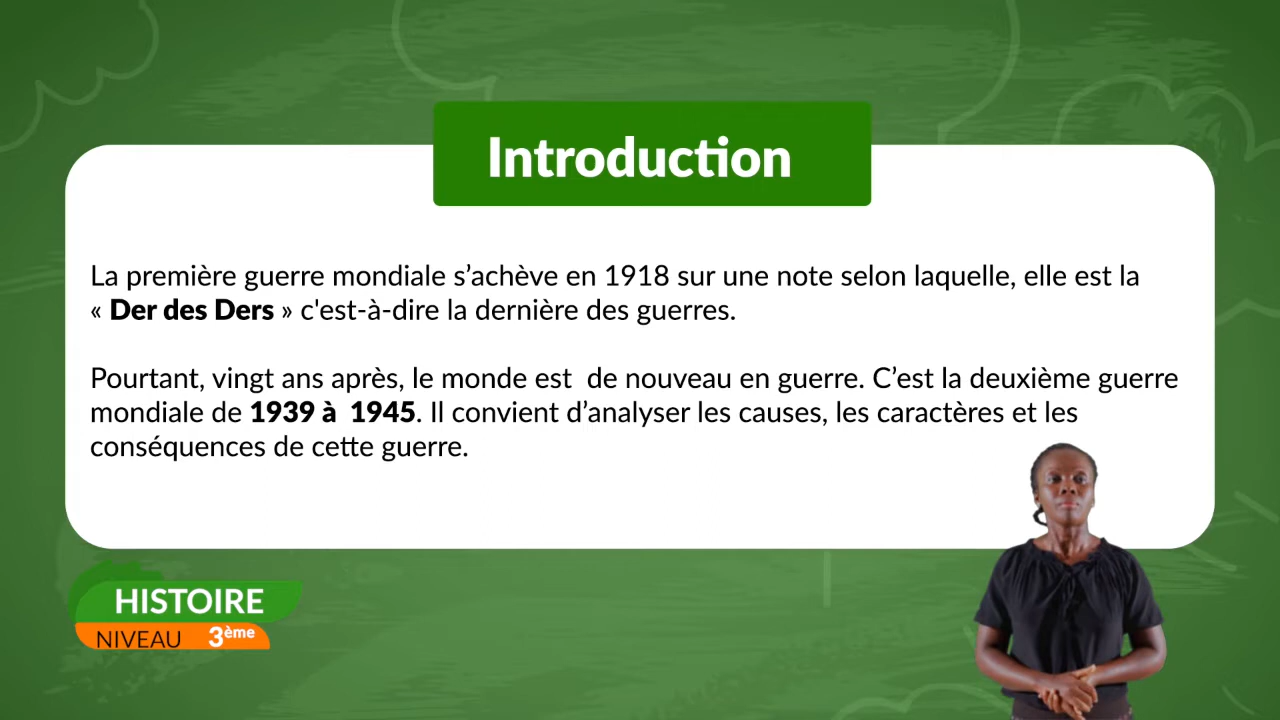 Introduction
La première guerre mondiale s’achève en 1918 sur une note selon laquelle, elle est la
« Der des Ders » c'est-à-dire la dernière des guerres.
Pourtant, vingt ans après, le monde est  de nouveau en guerre. C’est la deuxième guerre
mondiale de 1939 à  1945. Il convient d’analyser les causes, les caractères et les
conséquences de cette guerre.
HISTOIRE
NIVEAU 3ème